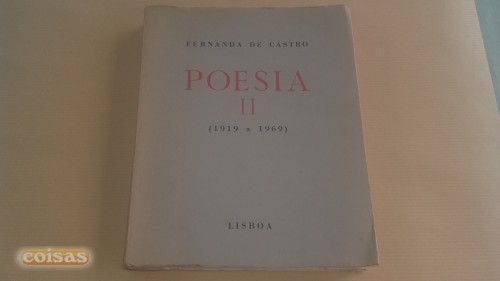 FERNANDA DE CASTRO
POESIA
II
(1919 a 1969)
LISBOA
coisas